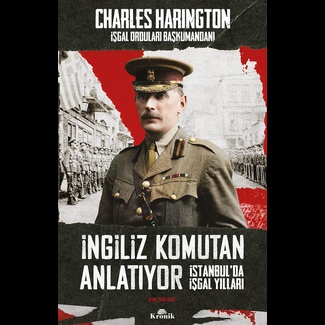 CHARLES HARINGTON
İŞGAL ORDULARI BAŞKUMANDANI
İNGİLİZ KOMUTAN
ANLATIYOR İSTANBUL'DA
İŞGAL YILLARI
Kronik